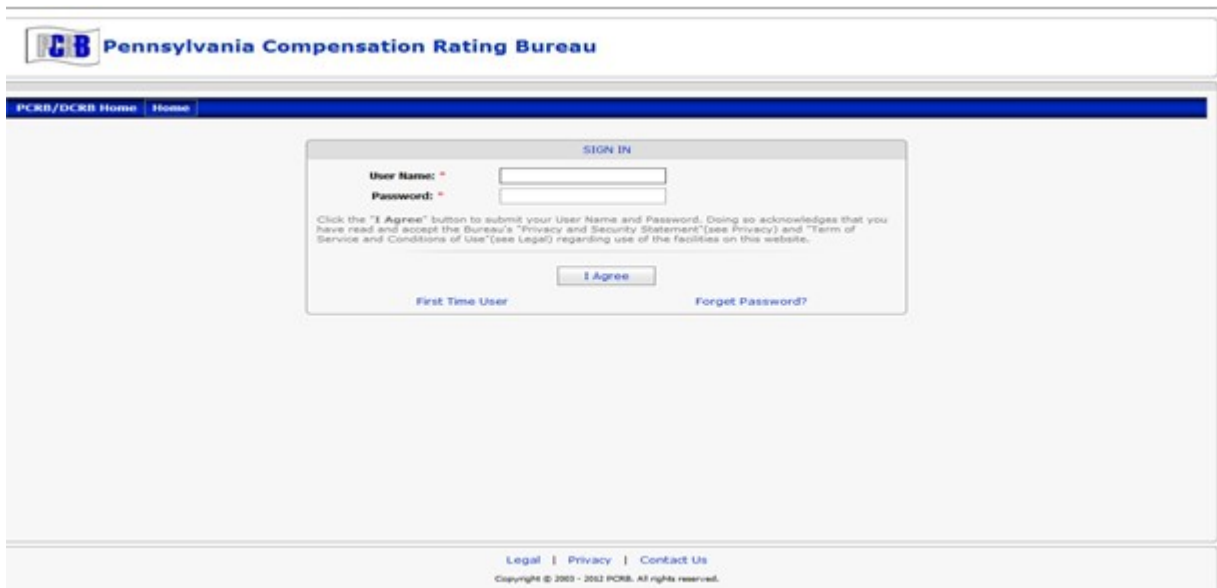 PCRB Pennsylvania Compensation Rating Bureau
PCRB/DCRB Home Home
SIGN IN
User Name: *
Password: *
Click the "I Agree" button to submit your User Name and Password. Doing so acknowledges that you
have read and accept the Bureau's "Privacy and Security Statement"(see Privacy) and "Term of
Service and Conditions of Use"(see Legal) regarding use of the facilities on this website.
I Agree
First Time User Forget Password?
Legal | Privacy | Contact Us
Copyright © 2003 - 2012 PCRB. All rights reserved.